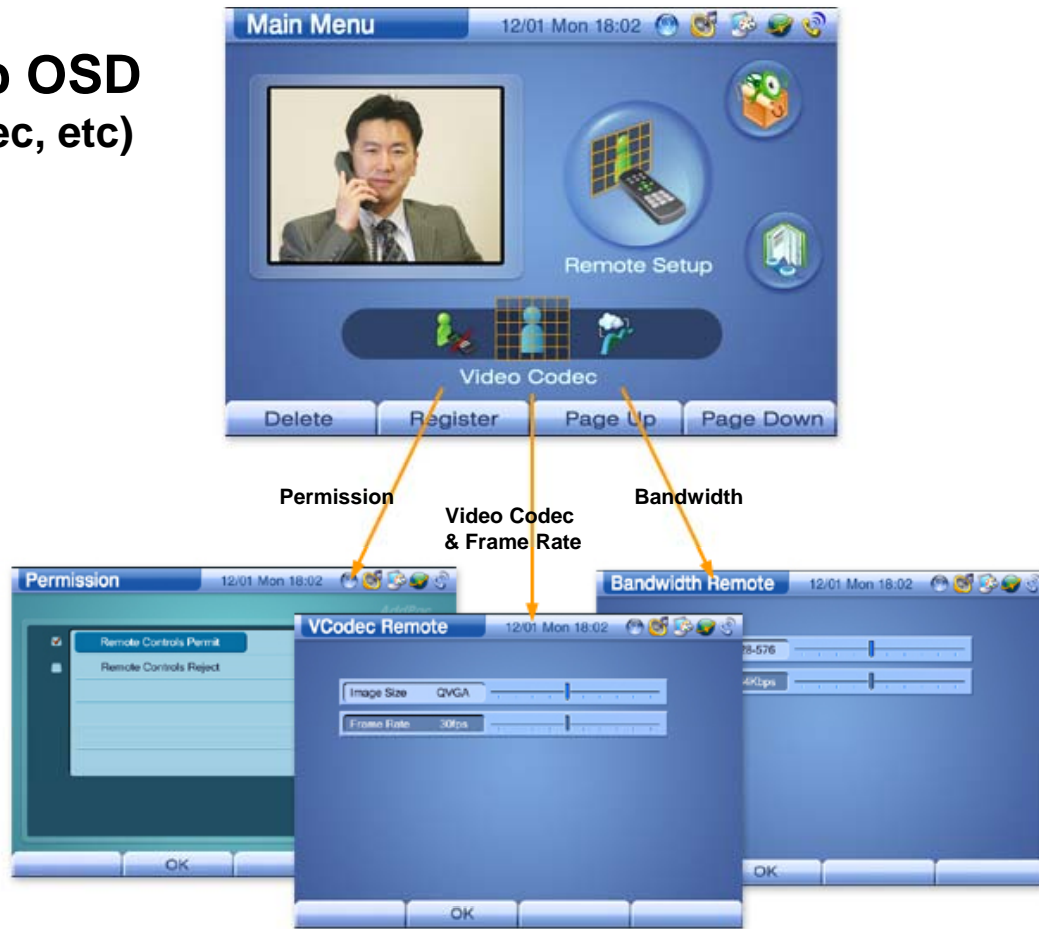 OSD
etc)
Main Menu 12/01 Mon 18:02
Remote Setup
Video Codec
Delete Register Page Up Page Down
Permission
Video Codec
& Frame Rate
Bandwidth
Permission 12/01 Mon 18:02
Remote Controls Permit
Remote Controls Reject
OK
VCodec Remote 12/01 Mon 18:02
Image Size QVGA
Frame Rate 30fps
OK
Bandwidth Remote 12/01 Mon 18:02
28-576
4Kbps
OK